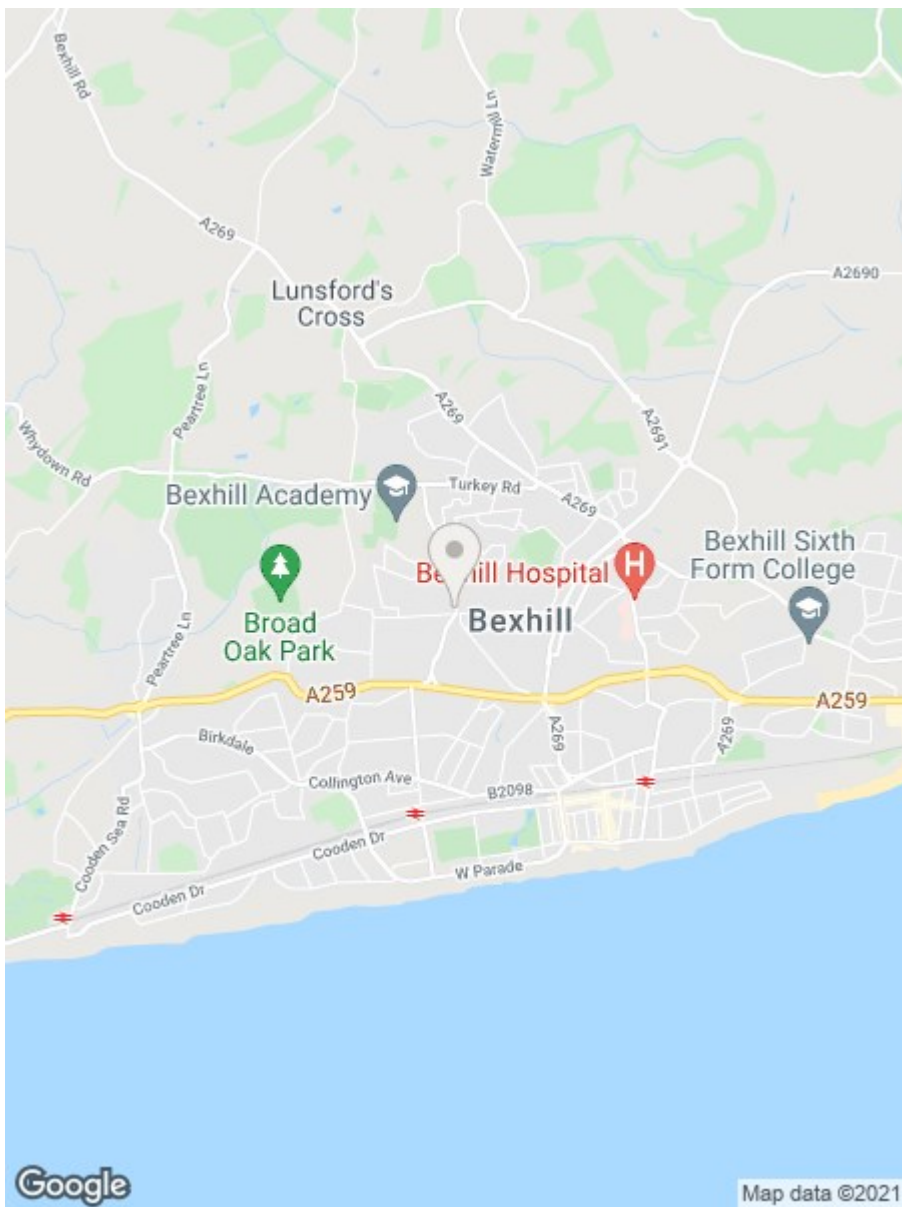 Bexhill Rd
Watermill Ln
A269
A2690
Lunsford's
Cross
Peartree Ln
A269
A2691
Whydown Rd
Turkey Rd
Bexhill Academy
A269
Bexhill Sixth
Form College
Bexhill Hospital
H
Bexhill
Broad
Oak Park
Peartree Ln
A259
A259
Birkdale
A269
A269
Collington Ave
B2098
Cooden Sea Rd
Cooden Dr
W Parade
Cooden Dr
Google
Map data ©2021